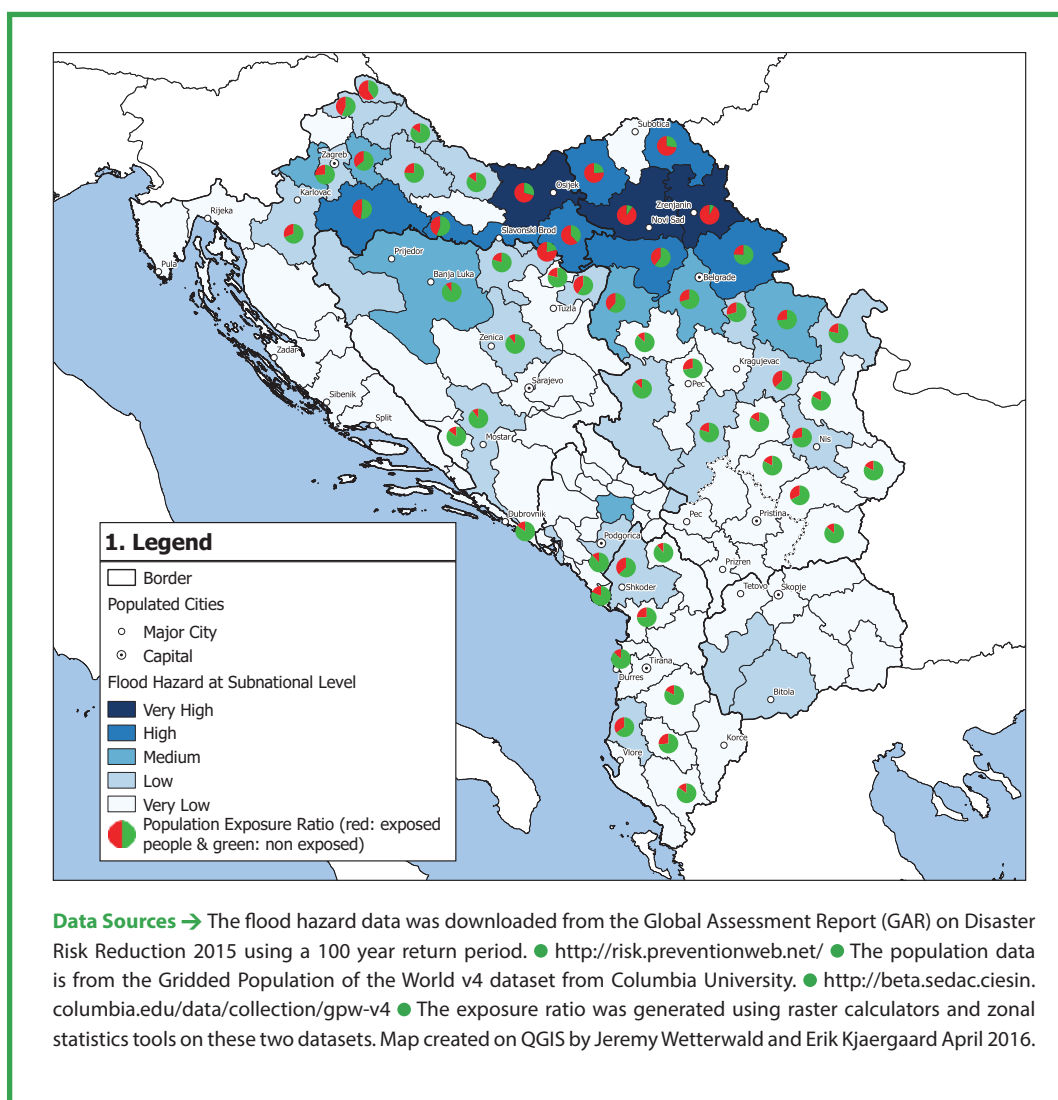 Subotica
Zagreb
Osijek
Karlovac
Zrenjanin
Rijeka
Novi Sad
Slavonski Brod
Prijedor
Pula
Banja Luka
Belgrade
Tuzla
Zenica
Zadar
Kragujevac
Sarajevo
Pec
Sibenik
Split
Mostar
Nis
Dubrovnik
Pec
Pristina
Podgorica
Prizren
Shkoder
Tetovo
Skopje
Tirana
Durres
Bitola
Korce
Vlore
1. Legend
Border
Populated Cities
Major City
Capital
Flood Hazard at Subnational Level
Very High
High
Medium
Low
Very Low
Population Exposure Ratio (red: exposed
people & green: non exposed)
Data Sources → The flood hazard data was downloaded from the Global Assessment Report (GAR) on Disaster
Risk Reduction 2015 using a 100 year return period. ● http://risk.preventionweb.net/ ● The population data
is from the Gridded Population of the World v4 dataset from Columbia University. ● http://beta.sedac.ciesin.
columbia.edu/data/collection/gpw-v4 ● The exposure ratio was generated using raster calculators and zonal
statistics tools on these two datasets. Map created on QGIS by Jeremy Wetterwald and Erik Kjaergaard April 2016.